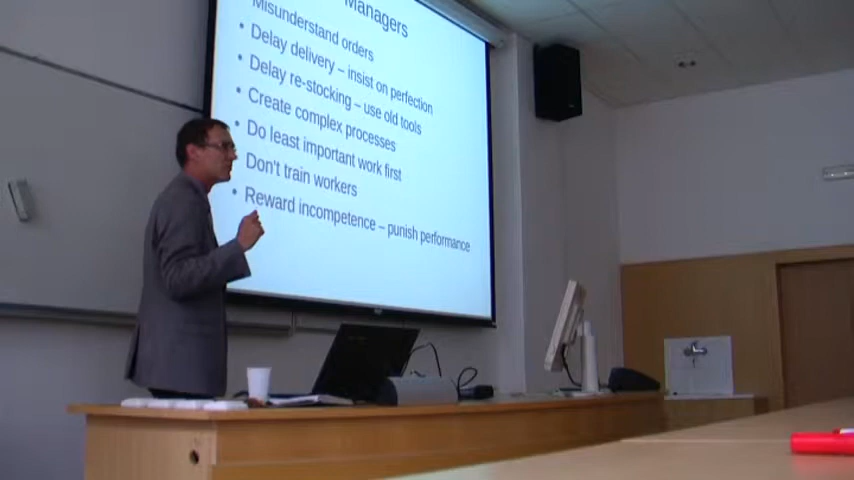 Managers
Misunderstand orders
• Delay delivery – insist on perfection
• Delay re-stocking – use old tools
• Create complex processes
• Do least important work first
• Don't train workers
• Reward incompetence – punish performance